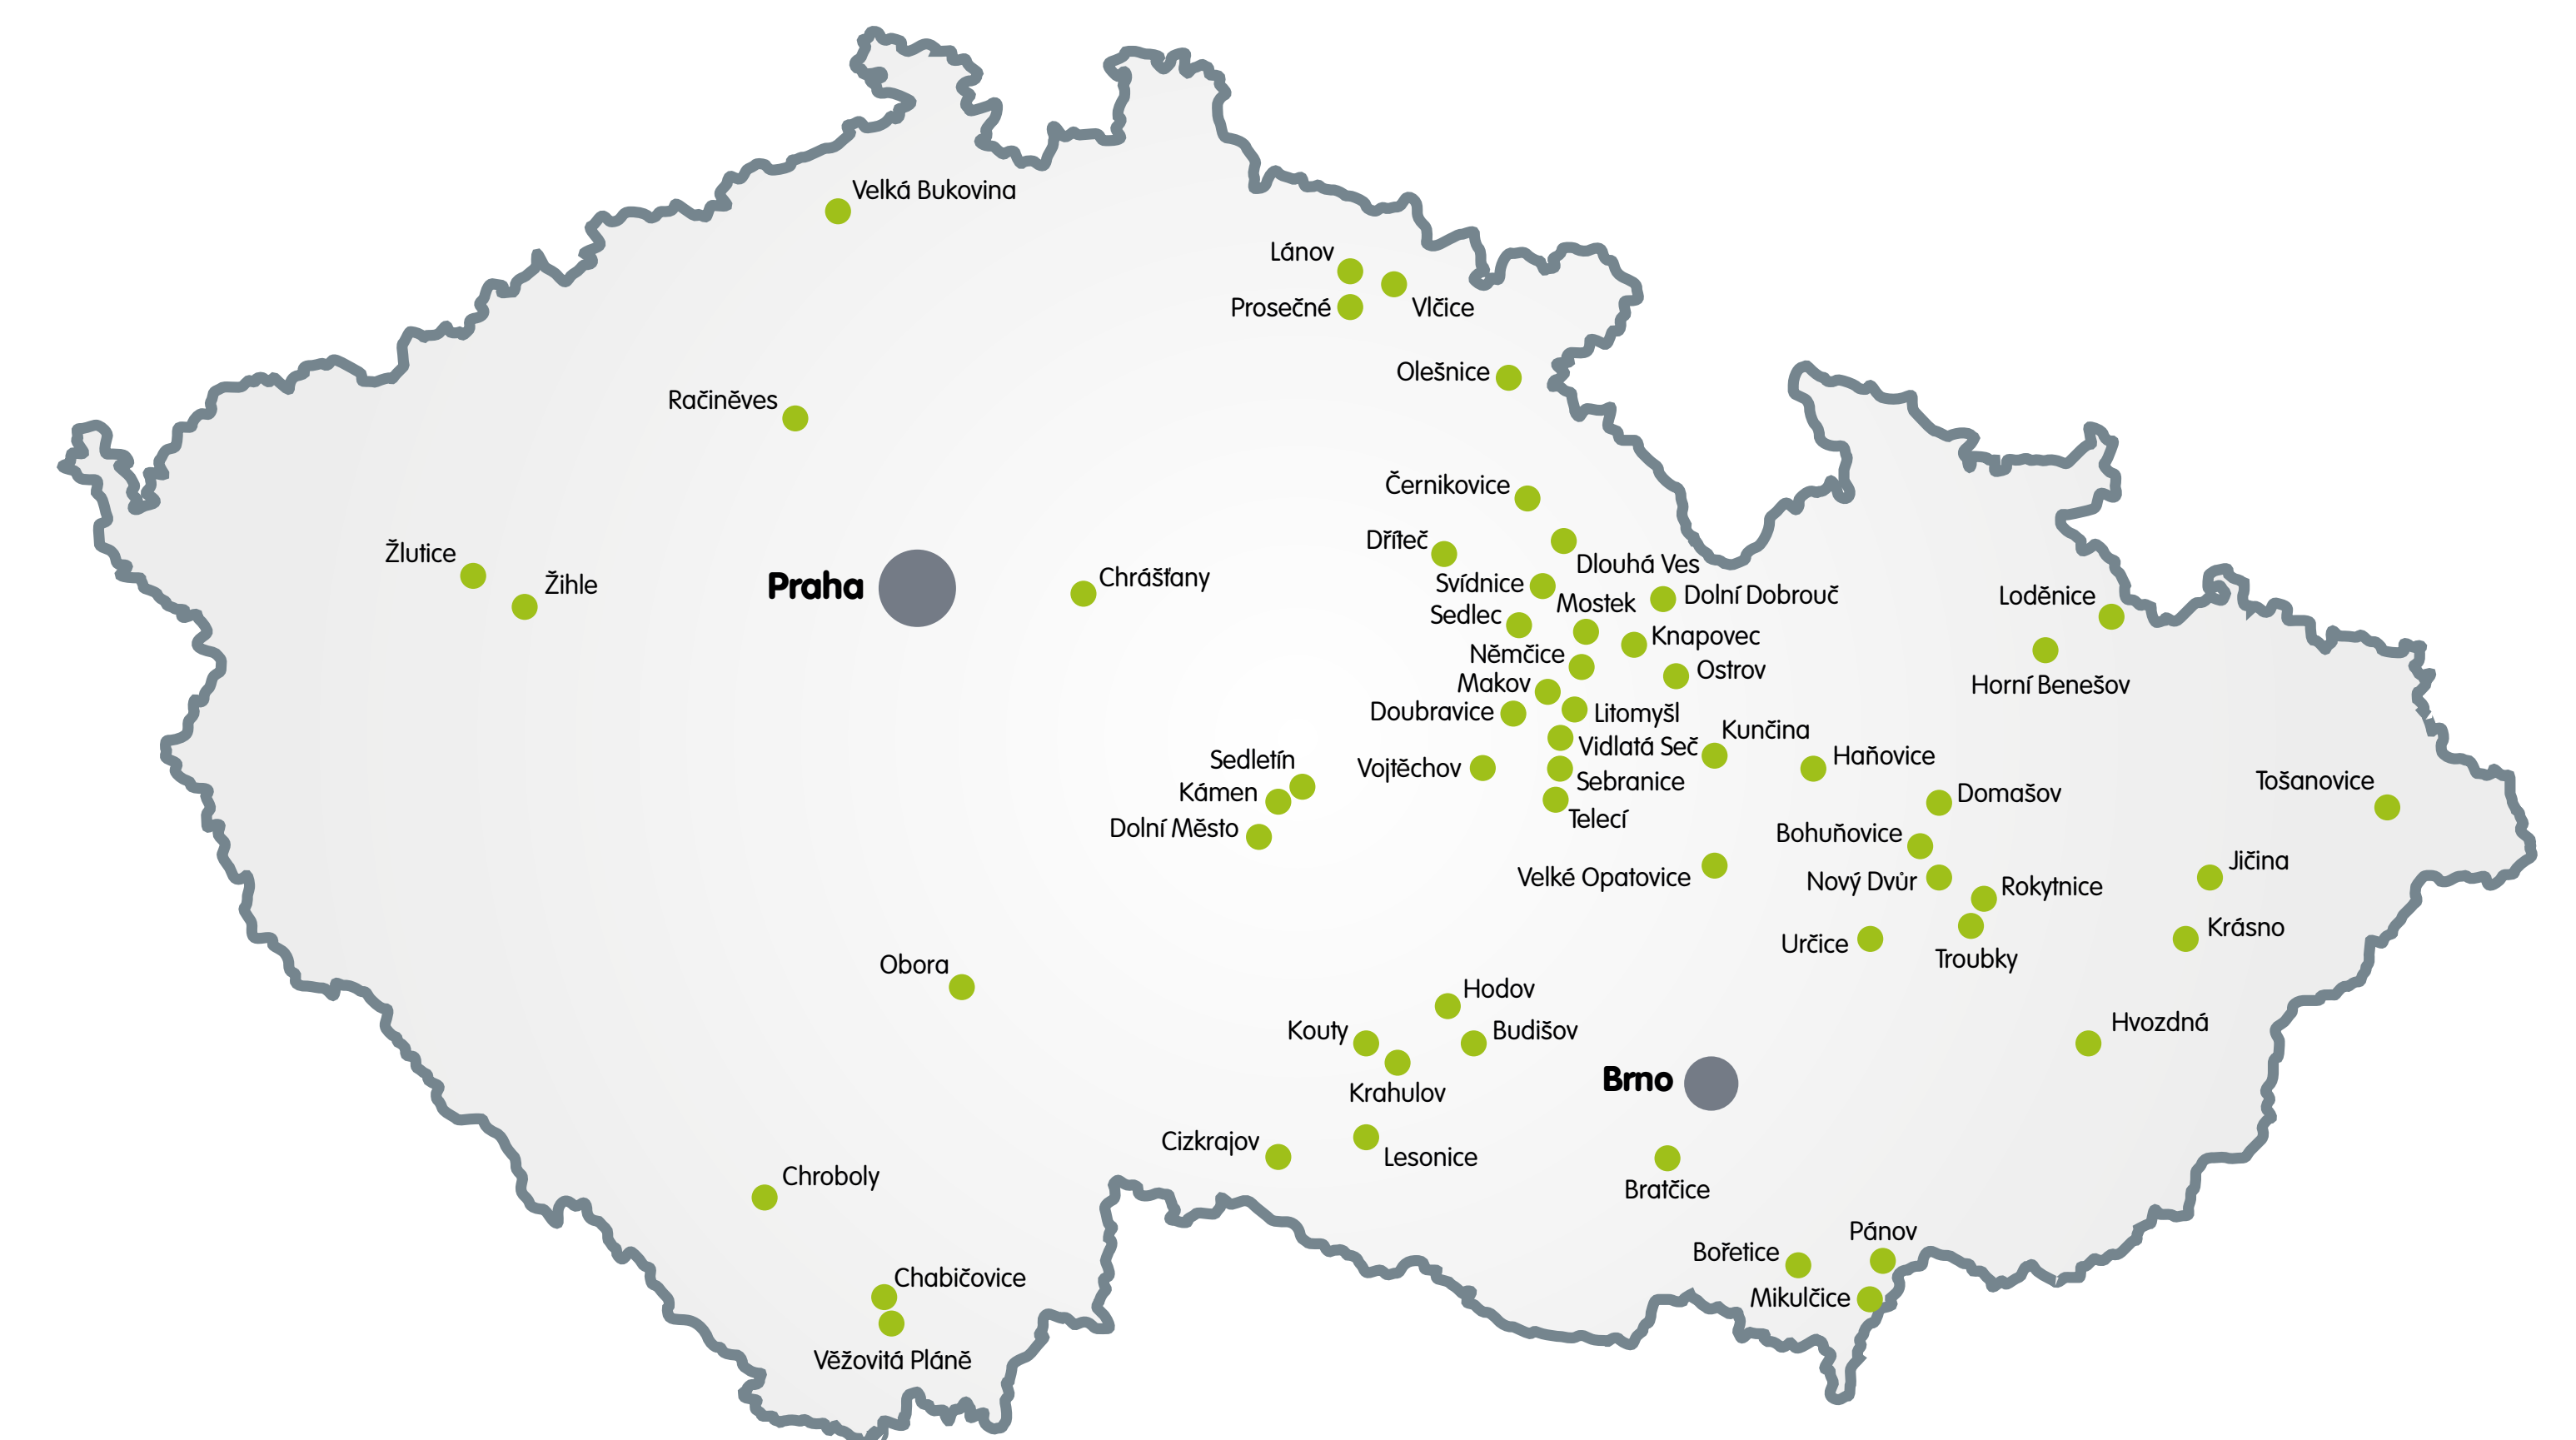 Velká Bukovina
Lánov
Prosečné
Vlčice
Olešnice
Račiněves
Černikovice
Dříteč
Dlouhá Ves
Žlutice
Žihle
Praha
Chrášťany
Svídnice
Mostek
Dolní Dobrouč
Loděnice
Sedlec
Knapovec
Němčice
Ostrov
Makov
Horní Benešov
Doubravice
Litomyšl
Kunčina
Vidlatá Seč
Haňovice
Sedletín
Vojtěchov
Sebranice
Tošanovice
Kámen
Domašov
Telecí
Dolní Město
Bohuňovice
Jičina
Velké Opatovice
Nový Dvůr
Rokytnice
Krásno
Určice
Troubky
Obora
Hodov
Hvozdná
Kouty
Budišov
Brno
Krahulov
Cizkrajov
Lesonice
Chroboly
Bratčice
Pánov
Bořetice
Chabičovice
Mikulčice
Věžovitá Pláně